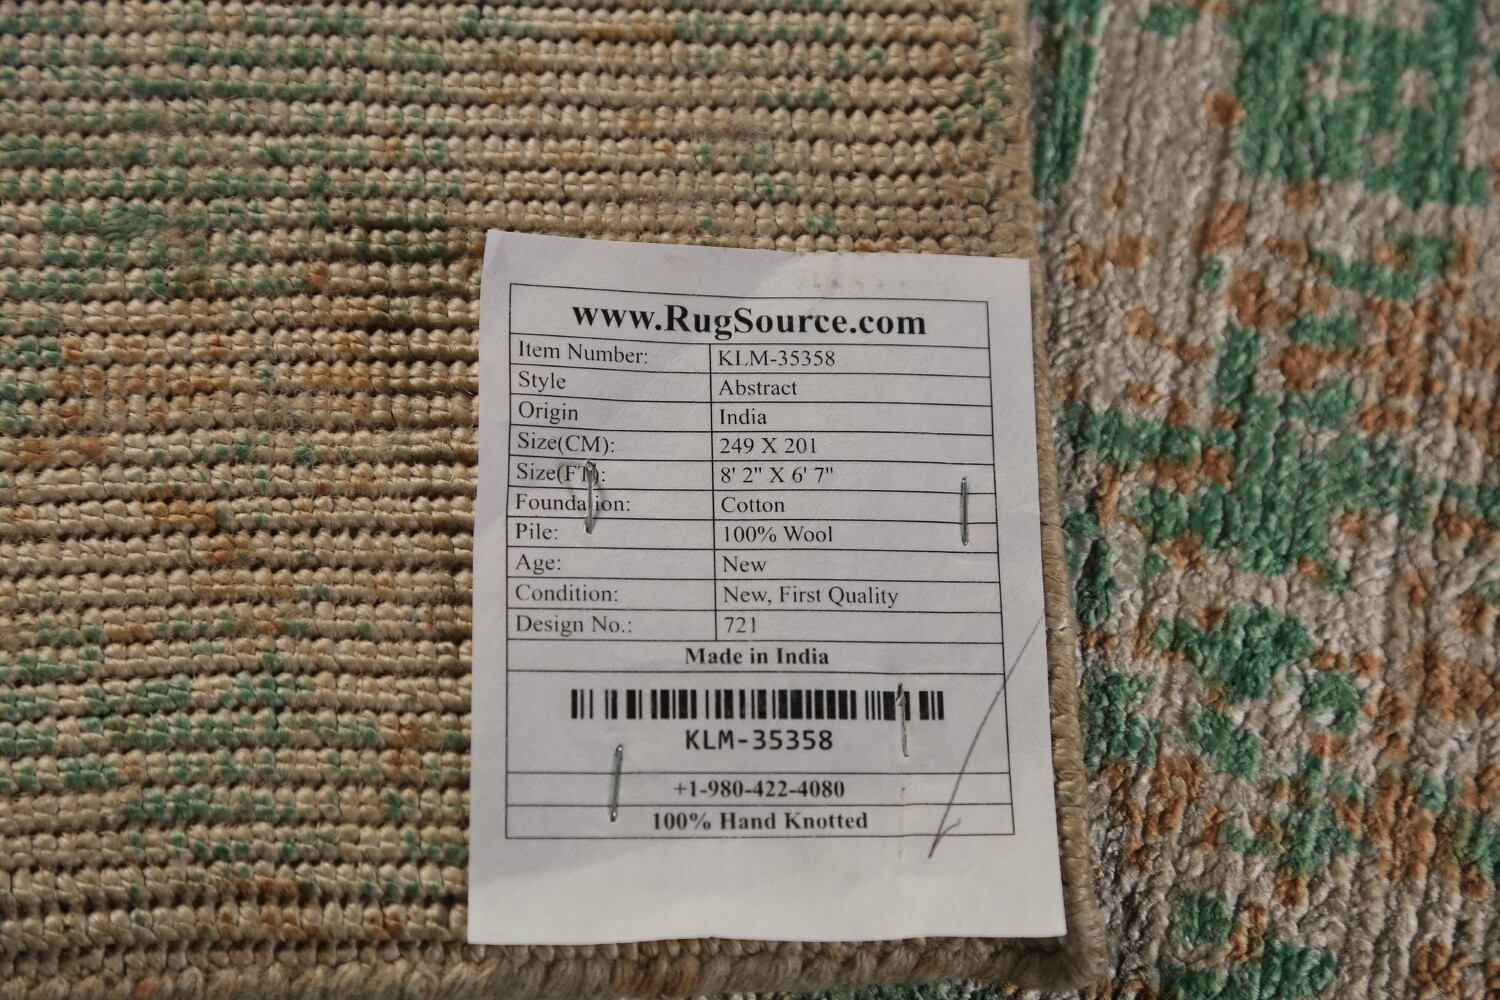 www.RugSource.com
Item Number: KLM-35358
Style Abstract
Origin India
Size(CM): 249 X 201
Size(FT): 8' 2" X 6' 7"
Foundation: Cotton
Pile: 100% Wool
Age: New
Condition: New, First Quality
Design No.: 721
Made in India
KLM-35358
+1-980-422-4080
100% Hand Knotted